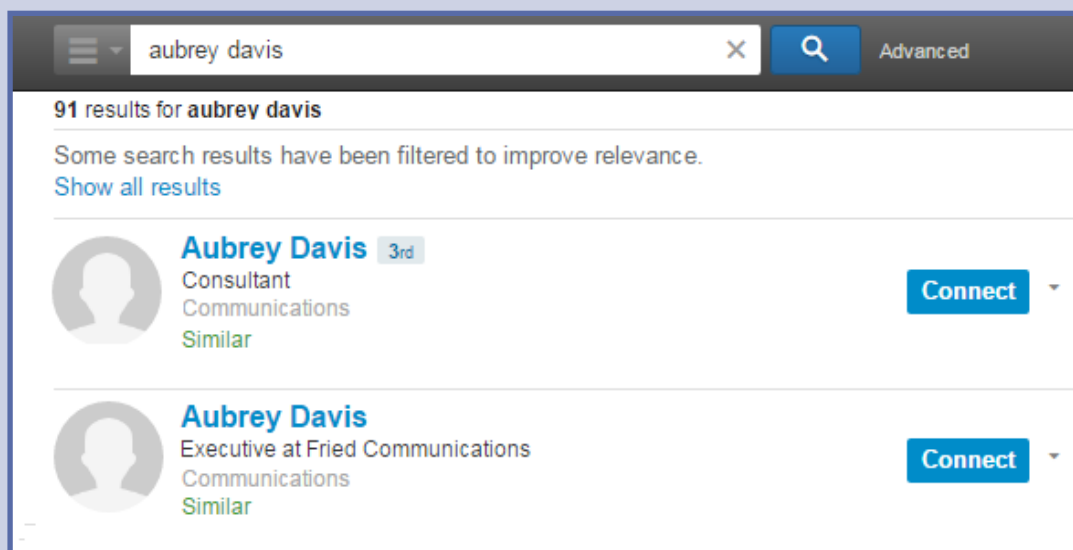 aubrey davis
Advanced
91 results for aubrey davis
Some search results have been filtered to improve relevance.
Show all results
Aubrey Davis 3rd
Consultant
Communications
Similar
Connect
Aubrey Davis
Executive at Fried Communications
Communications
Similar
Connect